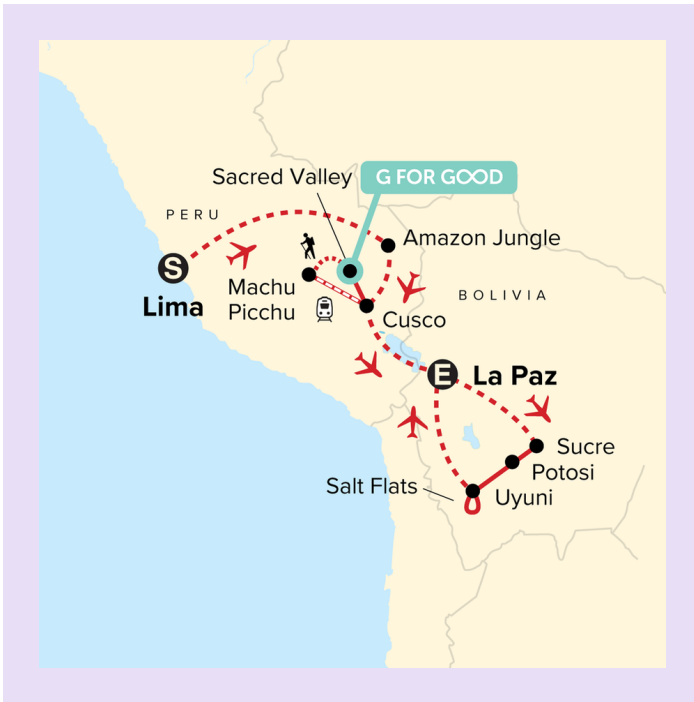 Sacred Valley
G FOR GOOD
PERU
Amazon Jungle
S
Lima
Machu
Picchu
BOLIVIA
Cusco
E
La Paz
Sucre
Potosi
Salt Flats
Uyuni